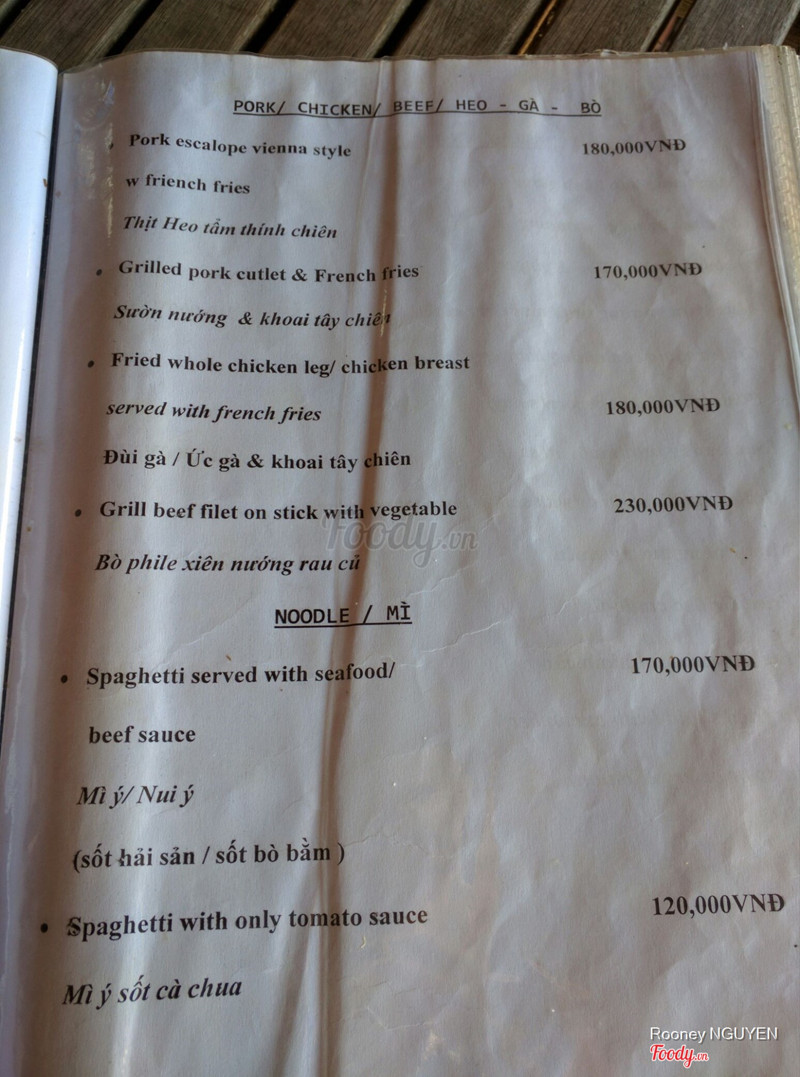 PORK/ CHICKEN/ BEEF/ HEO - GÀ - BÒ
Pork escalope vienna style 180,000VNĐ
w friench fries
Thịt Heo tẩm thính chiên
Grilled pork cutlet & French fries 170,000VNĐ
Sườn nướng & khoai tây chiên
Fried whole chicken leg/ chicken breast
served with french fries 180,000VNĐ
Đùi gà / Ức gà & khoai tây chiên
Grill beef filet on stick with vegetable 230,000VNĐ
Foody.vn
Bò phile xiên nướng rau củ
NOODLE / MÌ
Spaghetti served with seafood/ 170,000VNĐ
beef sauce
Mì ý/ Nui ý
(sốt hải sản / sốt bò bằm )
Spaghetti with only tomato sauce 120,000VNĐ
Mì ý sốt cà chua
Rooney NGUYEN
Foody.vn